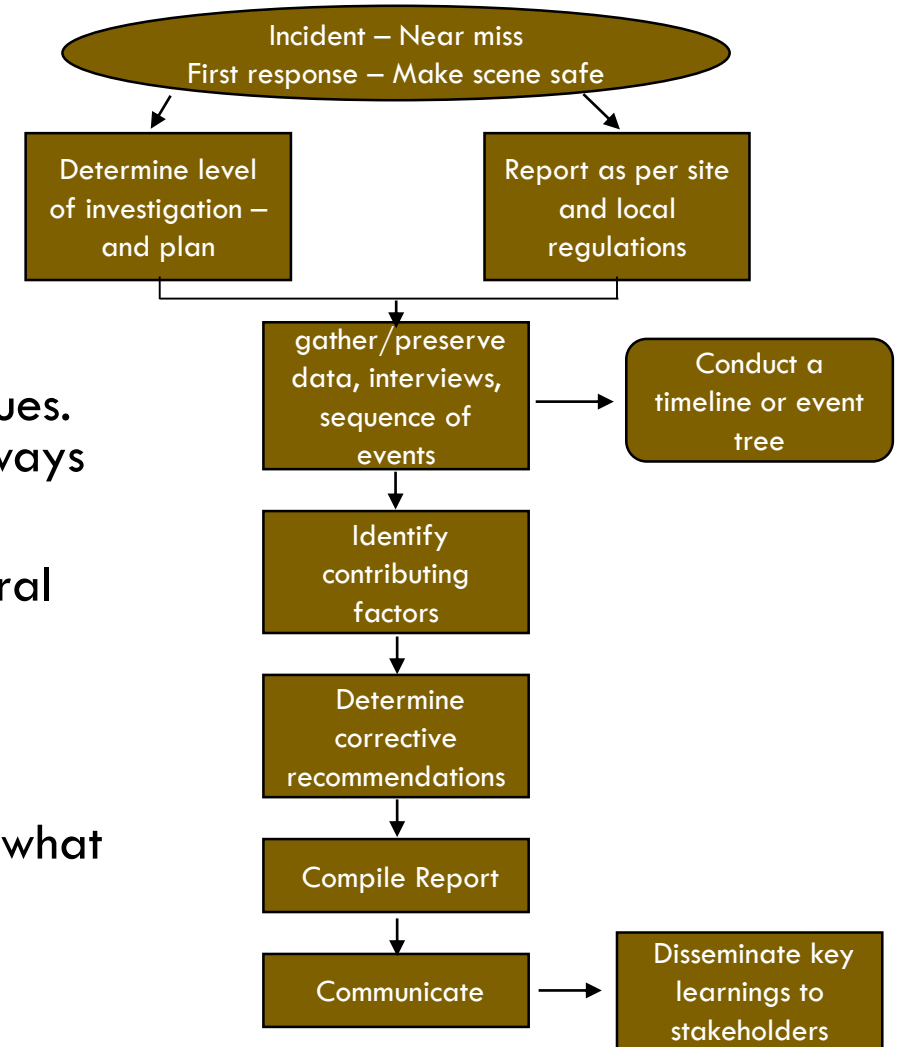 Incident – Near miss
First response – Make scene safe
Determine level
of investigation –
and plan
Report as per site
and local
regulations
gather/preserve
data, interviews,
sequence of
events
Conduct a
timeline or event
tree
ues.
ways
Identify
contributing
factors
ral
Determine
corrective
recommendations
what
Compile Report
Communicate
Disseminate key
learnings to
stakeholders